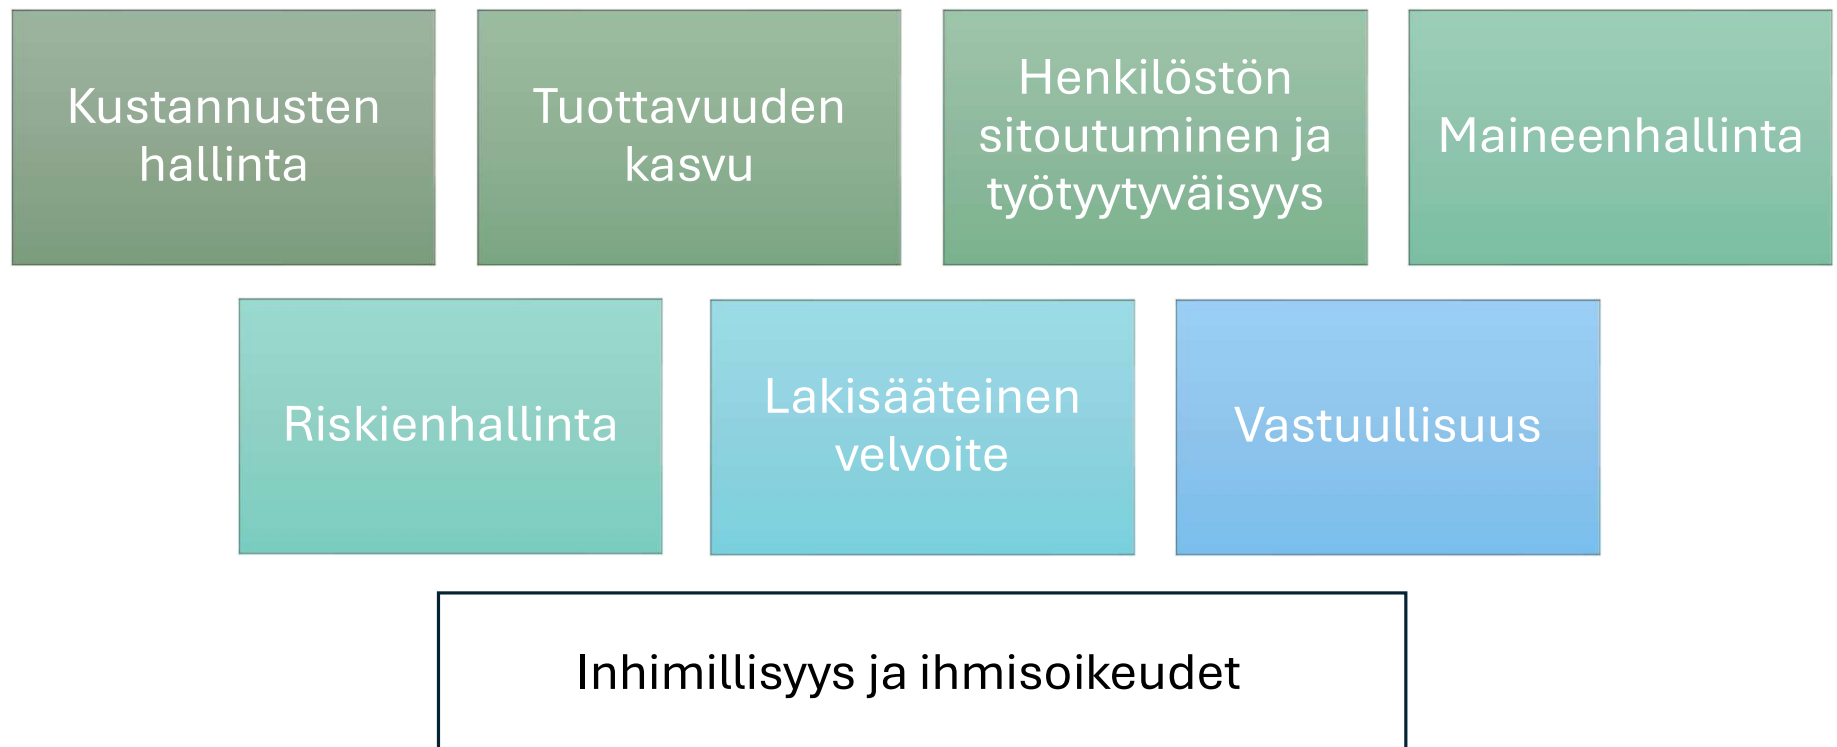 Kustannusten
hallinta
Tuottavuuden
kasvu
Henkilöstön
sitoutuminen ja
työtyytyväisyys
Maineenhallinta
Riskienhallinta
Lakisääteinen
velvoite
Vastuullisuus
Inhimillisyys ja ihmisoikeudet